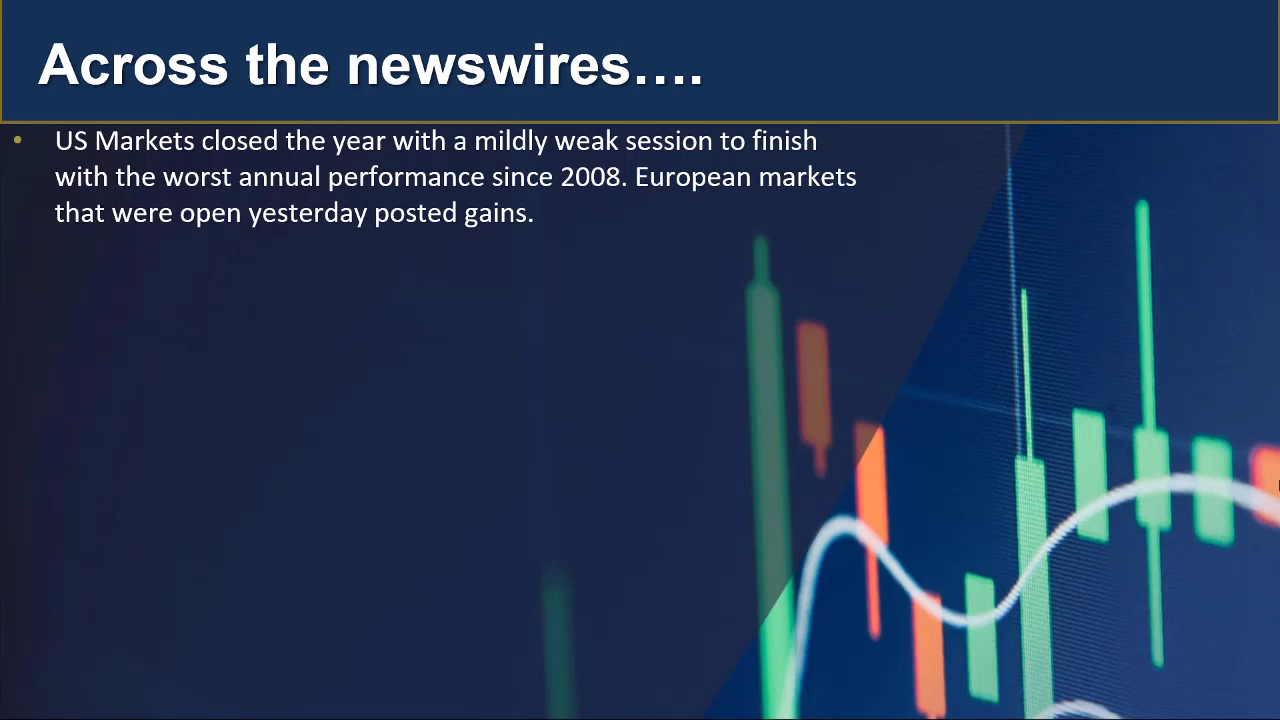 Across the newswires….
• US Markets closed the year with a mildly weak session to finish
with the worst annual performance since 2008. European markets
that were open yesterday posted gains.